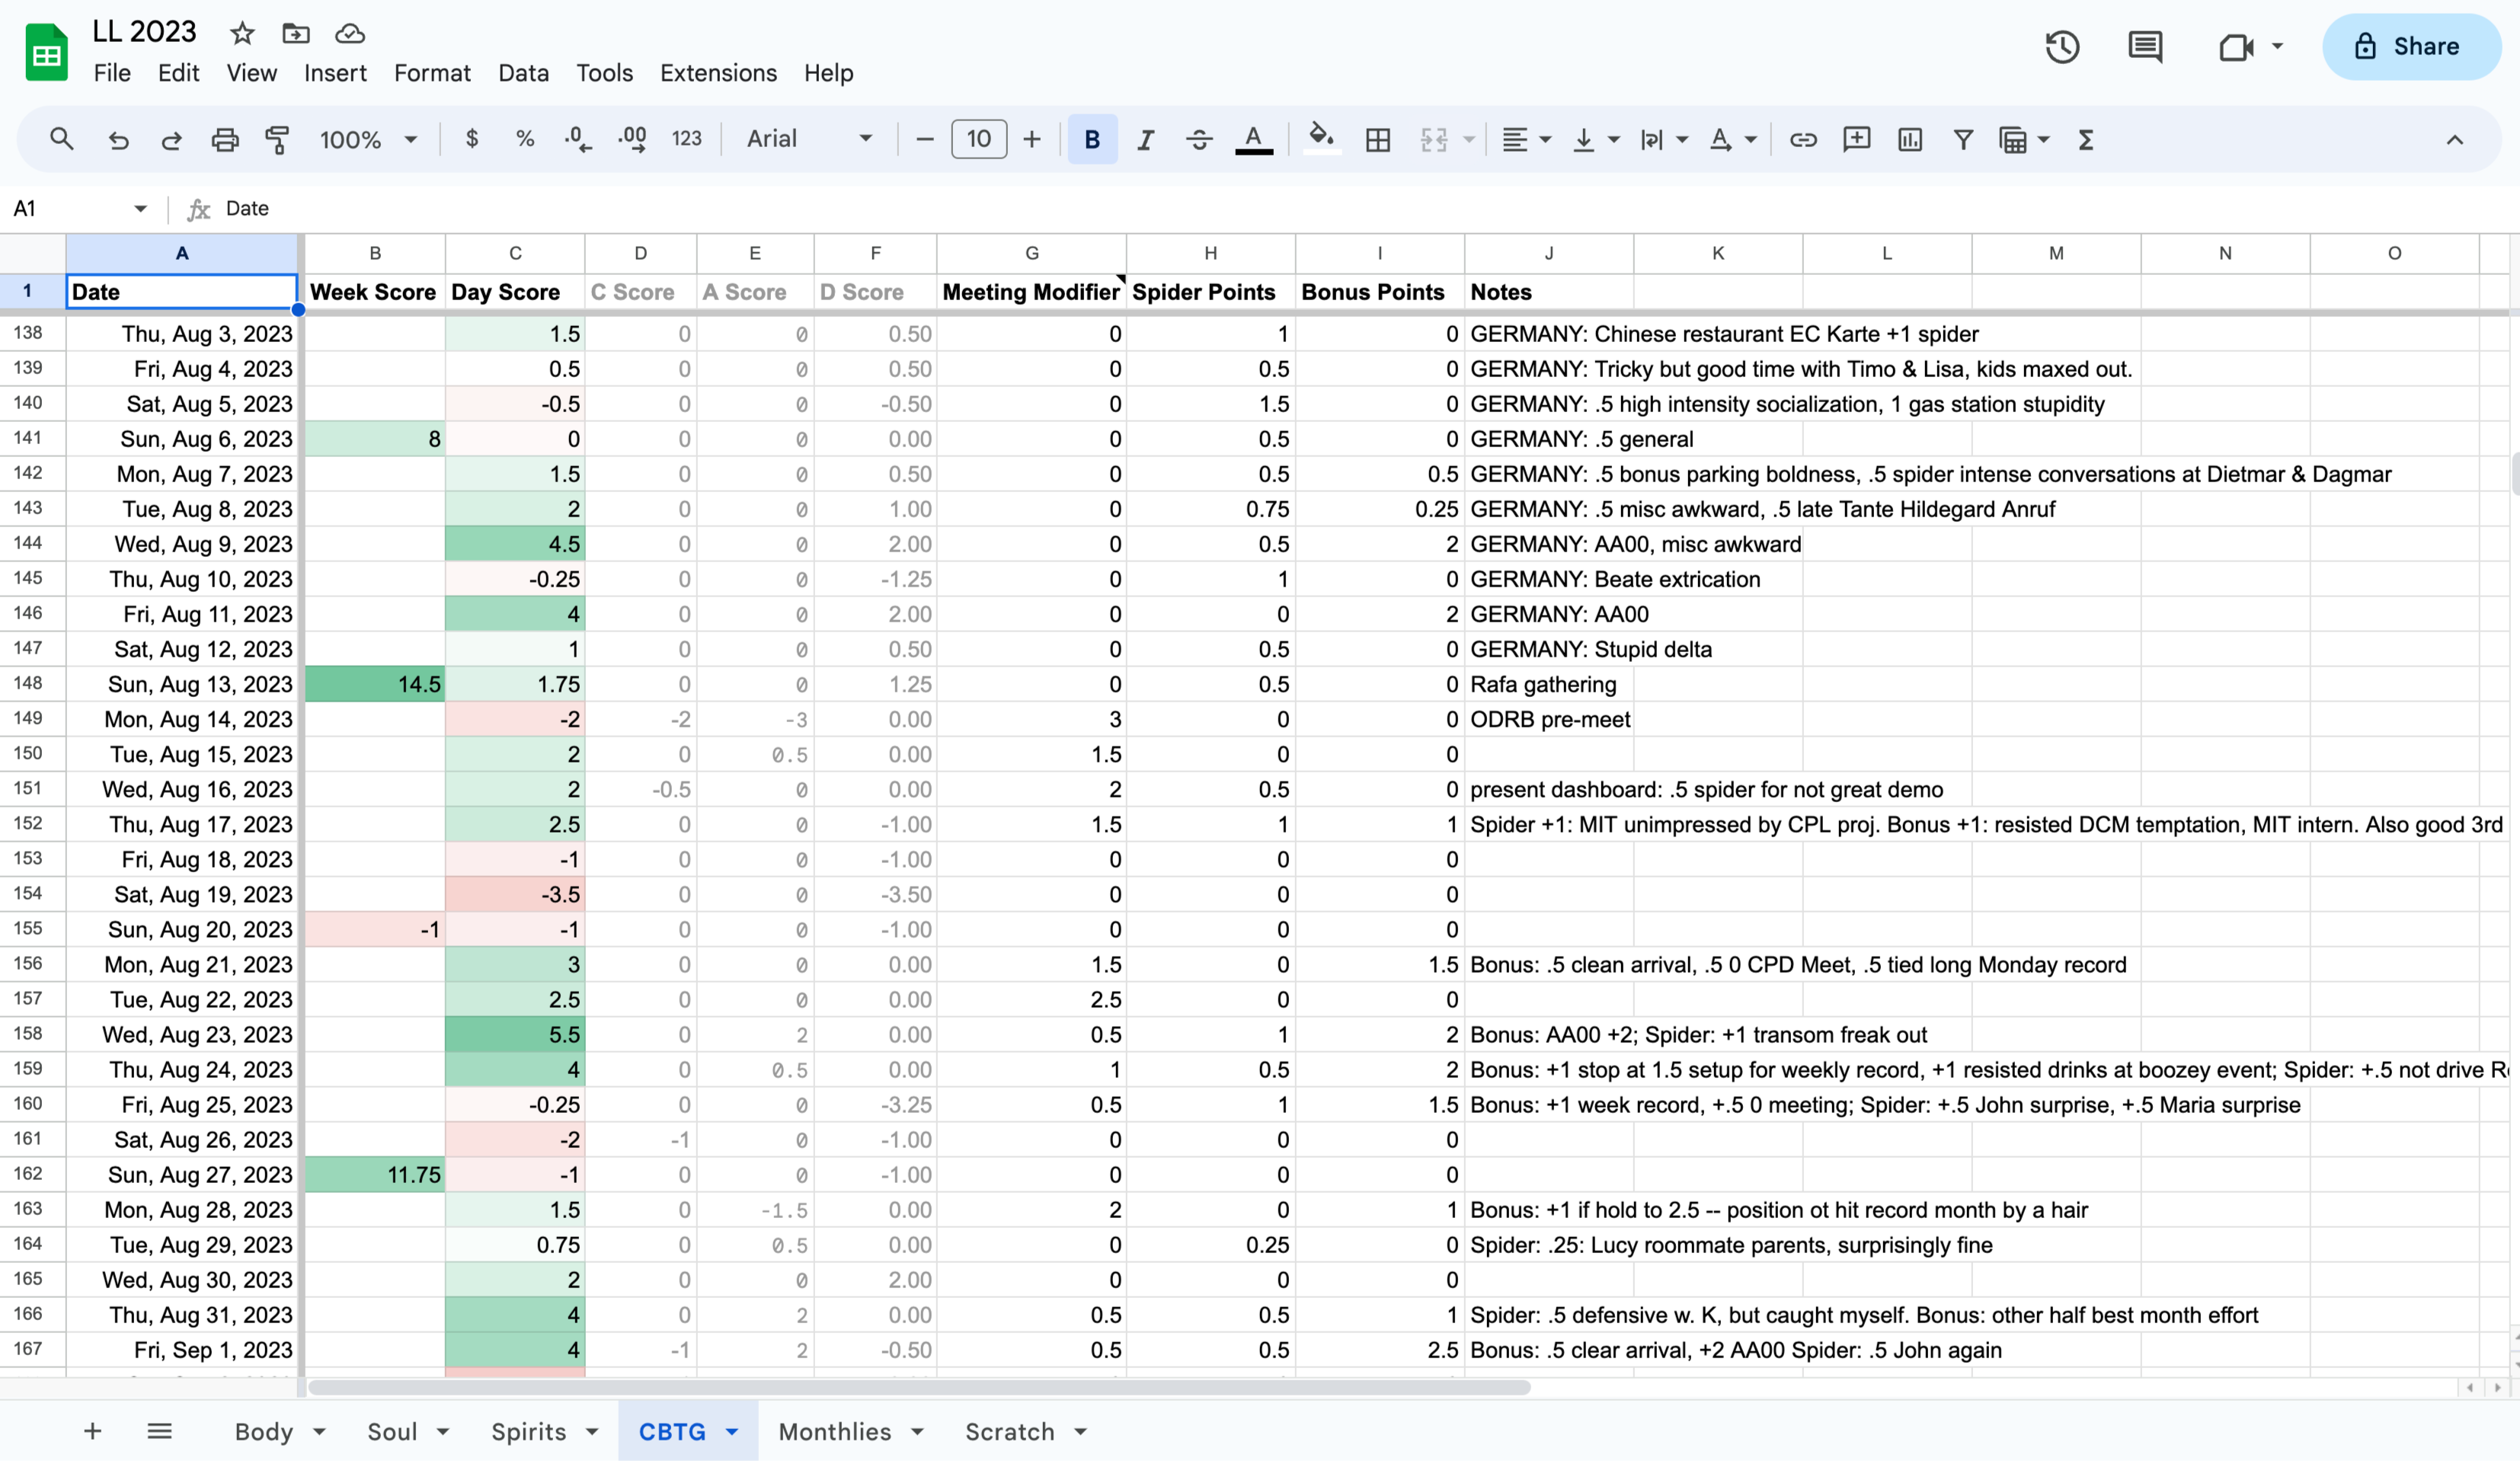 LL 2023
File Edit View Insert Format Data Tools Extensions Help
Share
100% $ % .0 .00 123 Arial 10 B I A
A1 fx Date
A B C D E F G H I J K L M N O
1 Date Week Score Day Score C Score A Score D Score Meeting Modifier Spider Points Bonus Points Notes
138 Thu, Aug 3, 2023 1.5 0 0 0.50 0 1 0 GERMANY: Chinese restaurant EC Karte +1 spider
139 Fri, Aug 4, 2023 0.5 0 0 0.50 0 0.5 0 GERMANY: Tricky but good time with Timo & Lisa, kids maxed out.
140 Sat, Aug 5, 2023 -0.5 0 0 -0.50 0 1.5 0 GERMANY: .5 high intensity socialization, 1 gas station stupidity
141 Sun, Aug 6, 2023 8 0 0 0 0.00 0 0.5 0 GERMANY: .5 general
142 Mon, Aug 7, 2023 1.5 0 0 0.50 0 0.5 0.5 GERMANY: .5 bonus parking boldness, .5 spider intense conversations at Dietmar & Dagmar
143 Tue, Aug 8, 2023 2 0 0 1.00 0 0.75 0.25 GERMANY: .5 misc awkward, .5 late Tante Hildegard Anruf
144 Wed, Aug 9, 2023 4.5 0 0 2.00 0 0.5 2 GERMANY: AA00, misc awkward
145 Thu, Aug 10, 2023 -0.25 0 0 -1.25 0 1 0 GERMANY: Beate extrication
146 Fri, Aug 11, 2023 4 0 0 2.00 0 0 2 GERMANY: AA00
147 Sat, Aug 12, 2023 1 0 0 0.50 0 0.5 0 GERMANY: Stupid delta
148 Sun, Aug 13, 2023 14.5 1.75 0 0 1.25 0 0.5 0 Rafa gathering
149 Mon, Aug 14, 2023 -2 -2 -3 0.00 3 0 0 ODRB pre-meet
150 Tue, Aug 15, 2023 2 0 0.5 0.00 1.5 0 0
151 Wed, Aug 16, 2023 2 -0.5 0 0.00 2 0.5 0 present dashboard: .5 spider for not great demo
152 Thu, Aug 17, 2023 2.5 0 0 -1.00 1.5 1 1 Spider +1: MIT unimpressed by CPL proj. Bonus +1: resisted DCM temptation, MIT intern. Also good 3rd
153 Fri, Aug 18, 2023 -1 0 0 -1.00 0 0 0
154 Sat, Aug 19, 2023 -3.5 0 0 -3.50 0 0 0
155 Sun, Aug 20, 2023 -1 -1 0 0 -1.00 0 0 0
156 Mon, Aug 21, 2023 3 0 0 0.00 1.5 0 1.5 Bonus: .5 clean arrival, .5 0 CPD Meet, .5 tied long Monday record
157 Tue, Aug 22, 2023 2.5 0 0 0.00 2.5 0 0
158 Wed, Aug 23, 2023 5.5 0 2 0.00 0.5 1 2 Bonus: AA00 +2; Spider: +1 transom freak out
159 Thu, Aug 24, 2023 4 0 0.5 0.00 1 0.5 2 Bonus: +1 stop at 1.5 setup for weekly record, +1 resisted drinks at boozey event; Spider: +.5 not drive
160 Fri, Aug 25, 2023 -0.25 0 0 -3.25 0.5 1 1.5 Bonus: +1 week record, +.5 0 meeting; Spider: +.5 John surprise, +.5 Maria surprise
161 Sat, Aug 26, 2023 -2 -1 0 -1.00 0 0 0
162 Sun, Aug 27, 2023 11.75 -1 0 0 -1.00 0 0 0
163 Mon, Aug 28, 2023 1.5 0 -1.5 0.00 2 0 1 Bonus: +1 if hold to 2.5 -- position ot hit record month by a hair
164 Tue, Aug 29, 2023 0.75 0 0.5 0.00 0 0.25 0 Spider: .25: Lucy roommate parents, surprisingly fine
165 Wed, Aug 30, 2023 2 0 0 2.00 0 0 0
166 Thu, Aug 31, 2023 4 0 2 0.00 0.5 0.5 1 Spider: .5 defensive w. K, but caught myself. Bonus: other half best month effort
167 Fri, Sep 1, 2023 4 -1 2 -0.50 0.5 0.5 2.5 Bonus: .5 clear arrival, +2 AA00 Spider: .5 John again
Body Soul Spirits CBTG Monthlies Scratch